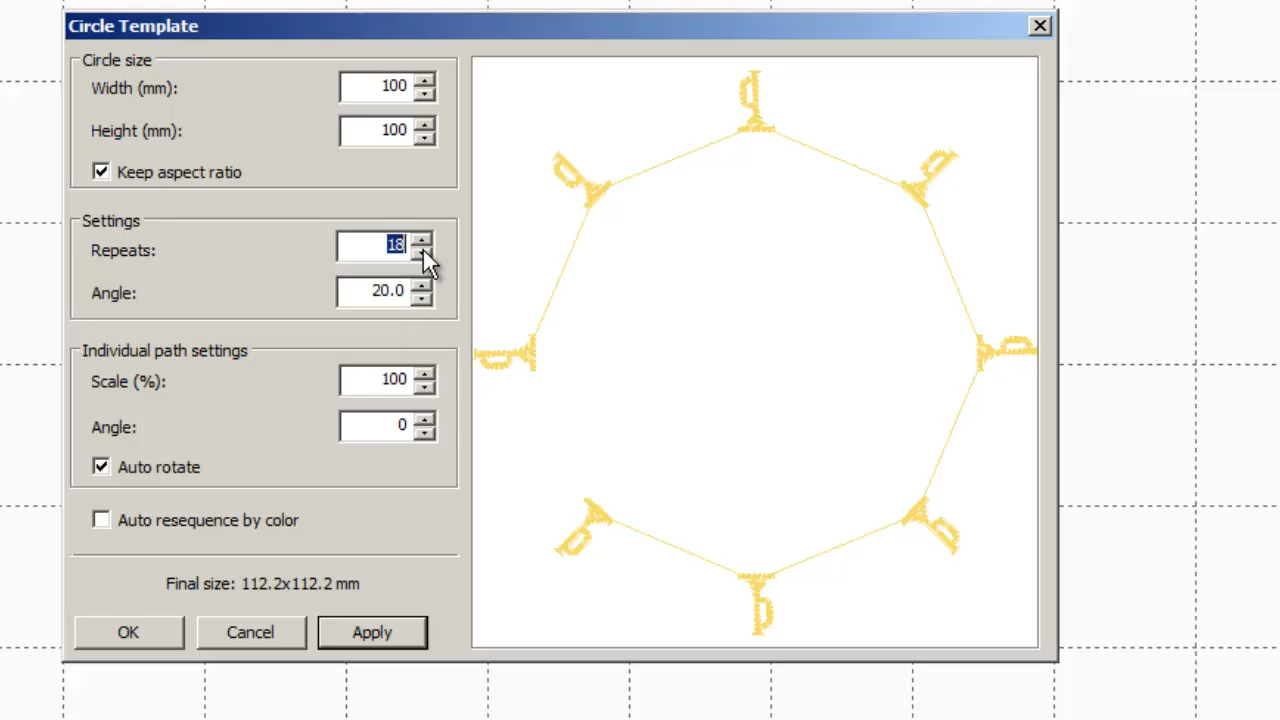 Circle Template
Circle size
Width (mm): 100
Height (mm): 100
Keep aspect ratio
Settings
Repeats: 18
Angle: 20.0
Individual path settings
Scale (%): 100
Angle: 0
Auto rotate
Auto resequence by color
Final size: 112.2x112.2 mm
OK Cancel Apply